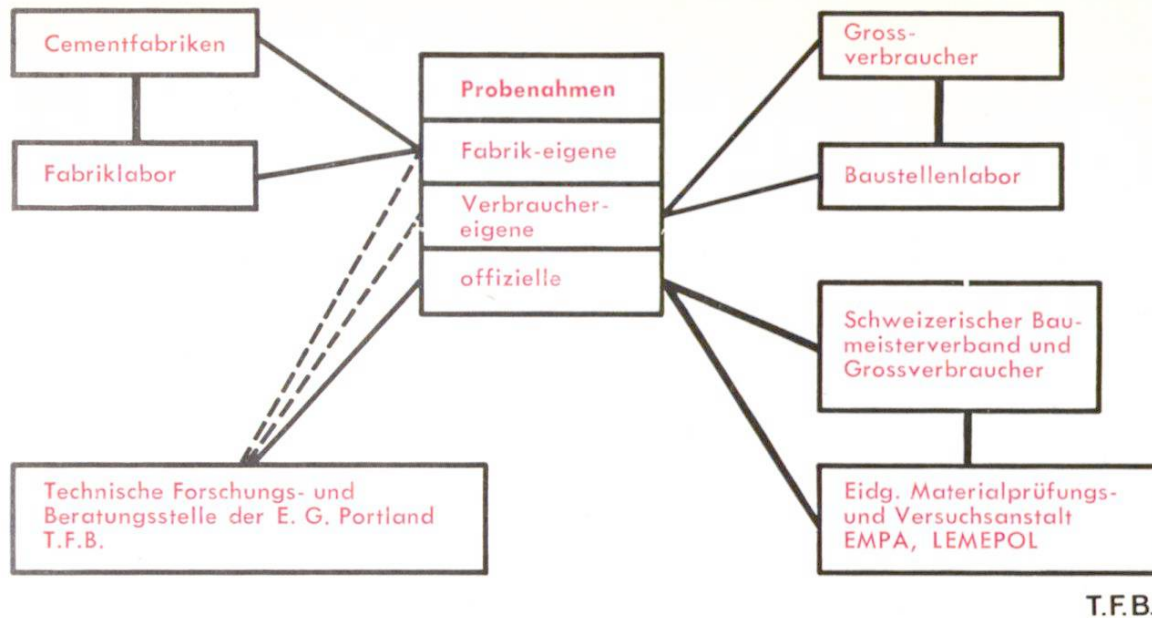 Cementfabriken
Fabriklabor
Probenahmen
Fabrik-eigene
Verbraucher-
eigene
offizielle
Gross-
verbraucher
Baustellenlabor
Schweizerischer Bau-
meisterverband und
Grossverbraucher
Technische Forschungs- und
Beratungsstelle der E. G. Portland
T.F.B.
Eidg. Materialprüfungs-
und Versuchsanstalt
EMPA, LEMEPOL
T.F.B.